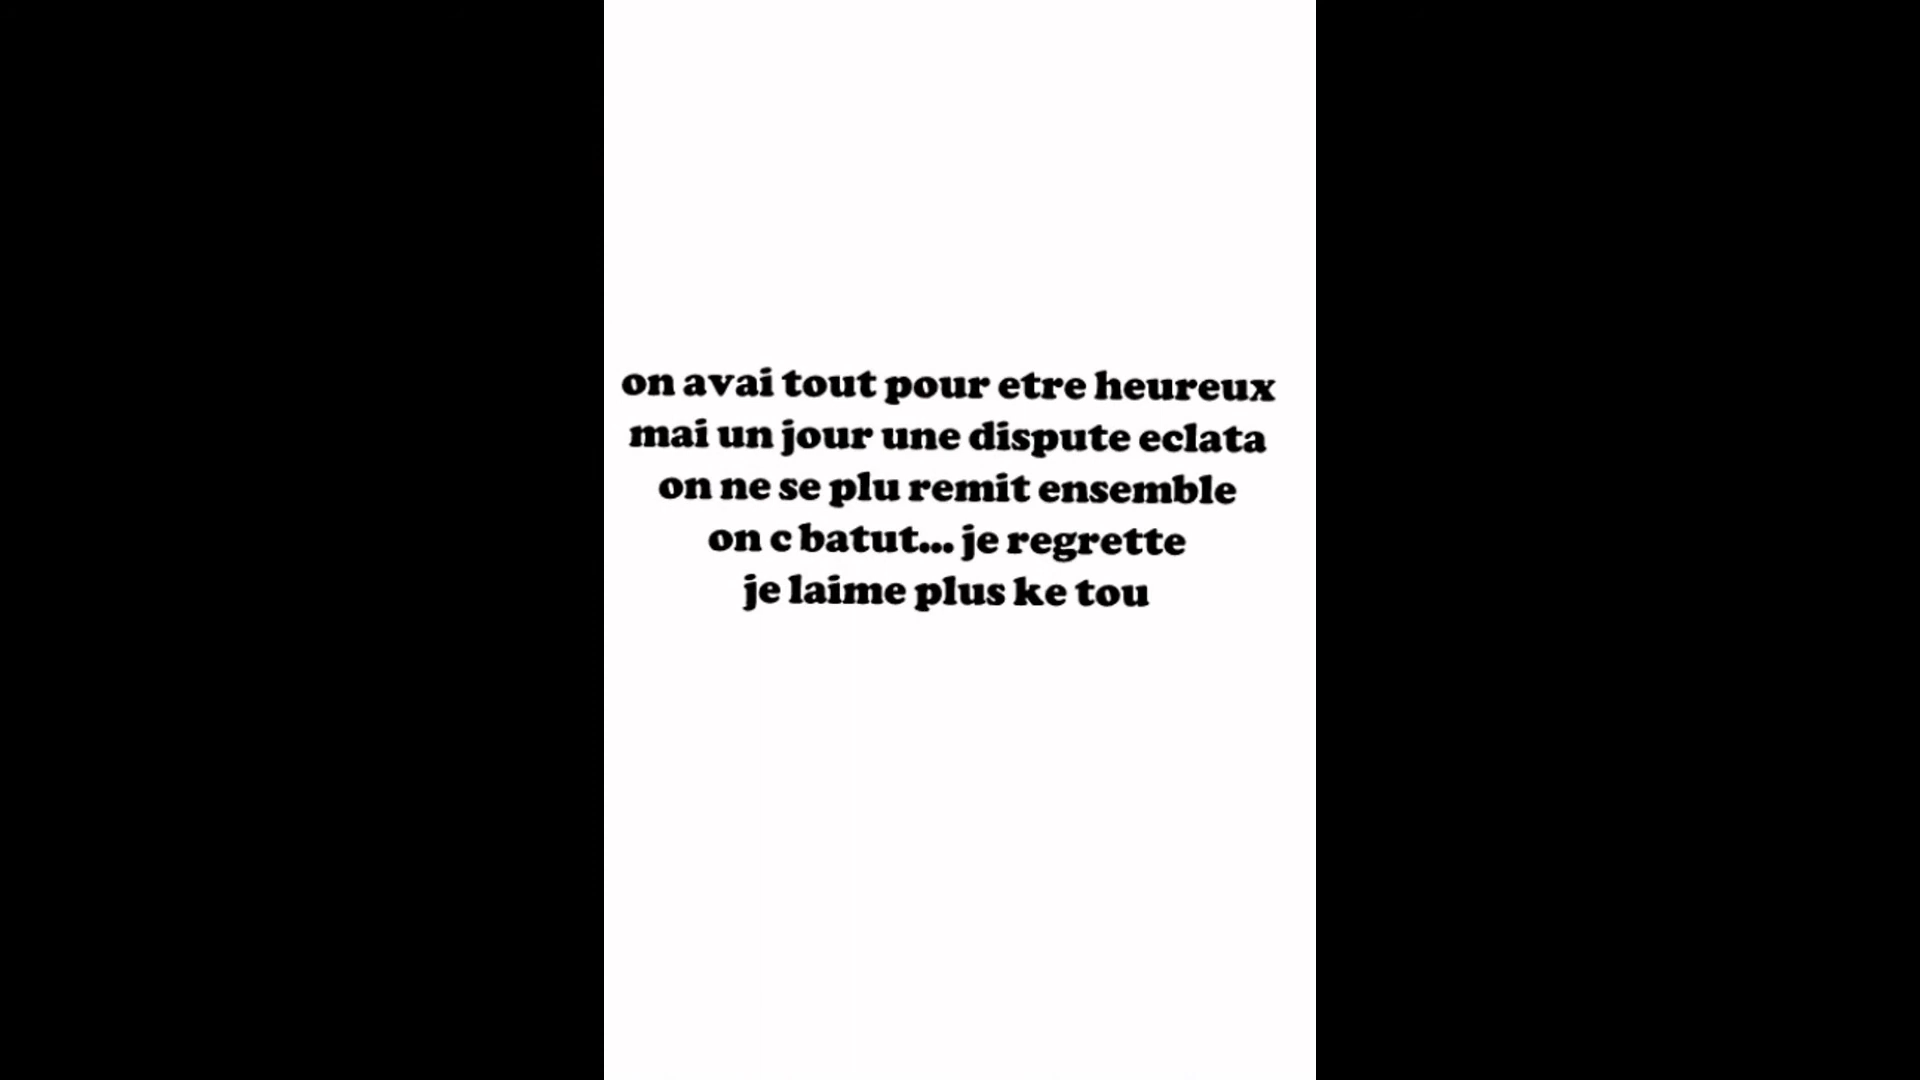 on avai tout pour etre heureux
mai un jour une dispute eclata
on ne se plu remit ensemble
on c batut... je regrette
je laime plus ke tou